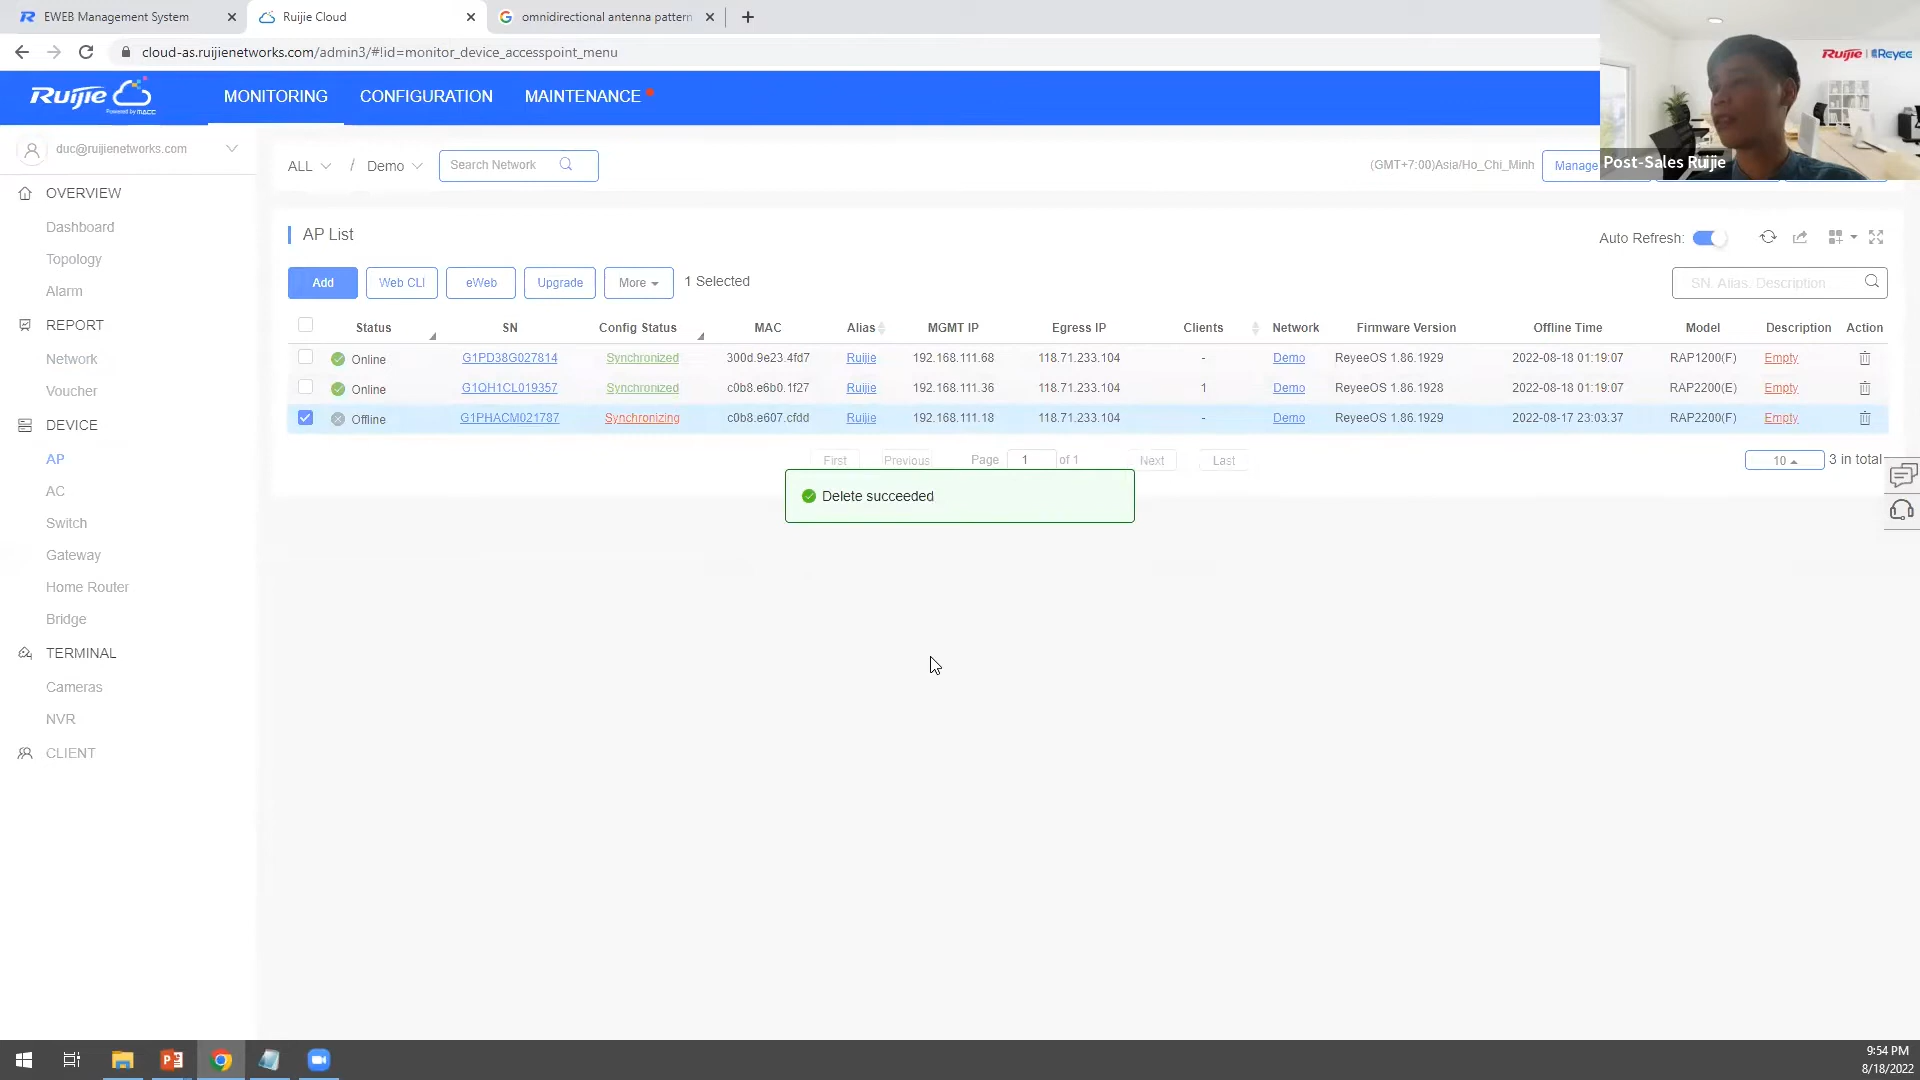 EWEB Management System
Ruijie Cloud
omnidirectional antenna pattern
cloud-as.ruijienetworks.com/admin3/#!id=monitor_device_accesspoint_menu
Ruijie
Powered by MACC
MONITORING
CONFIGURATION
MAINTENANCE
Ruijie | Reyee
Post-Sales Ruijie
duc@ruijienetworks.com
OVERVIEW
Dashboard
Topology
Alarm
REPORT
Network
Voucher
DEVICE
AP
AC
Switch
Gateway
Home Router
Bridge
TERMINAL
Cameras
NVR
CLIENT
ALL / Demo Search Network
(GMT+7:00)Asia/Ho_Chi_Minh Manage
AP List
Auto Refresh:
Add Web CLI eWeb Upgrade More 1 Selected
SN, Alias, Description
Status SN Config Status MAC Alias MGMT IP Egress IP Clients Network Firmware Version Offline Time Model Description Action
Online G1PD38G027814 Synchronized 300d.9e23.4fd7 Ruijie 192.168.111.68 118.71.233.104 - Demo ReyeeOS 1.86.1929 2022-08-18 01:19:07 RAP1200(F) Empty
Online G1QH1CL019357 Synchronized c0b8.e6b0.1f27 Ruijie 192.168.111.36 118.71.233.104 1 Demo ReyeeOS 1.86.1928 2022-08-18 01:19:07 RAP2200(E) Empty
Offline G1PHACM021787 Synchronizing c0b8.e607.cfdd Ruijie 192.168.111.18 118.71.233.104 - Demo ReyeeOS 1.86.1929 2022-08-17 23:03:37 RAP2200(F) Empty
First Previous Page 1 of 1 Next Last 10 3 in total
Delete succeeded
9:54 PM
8/18/2022